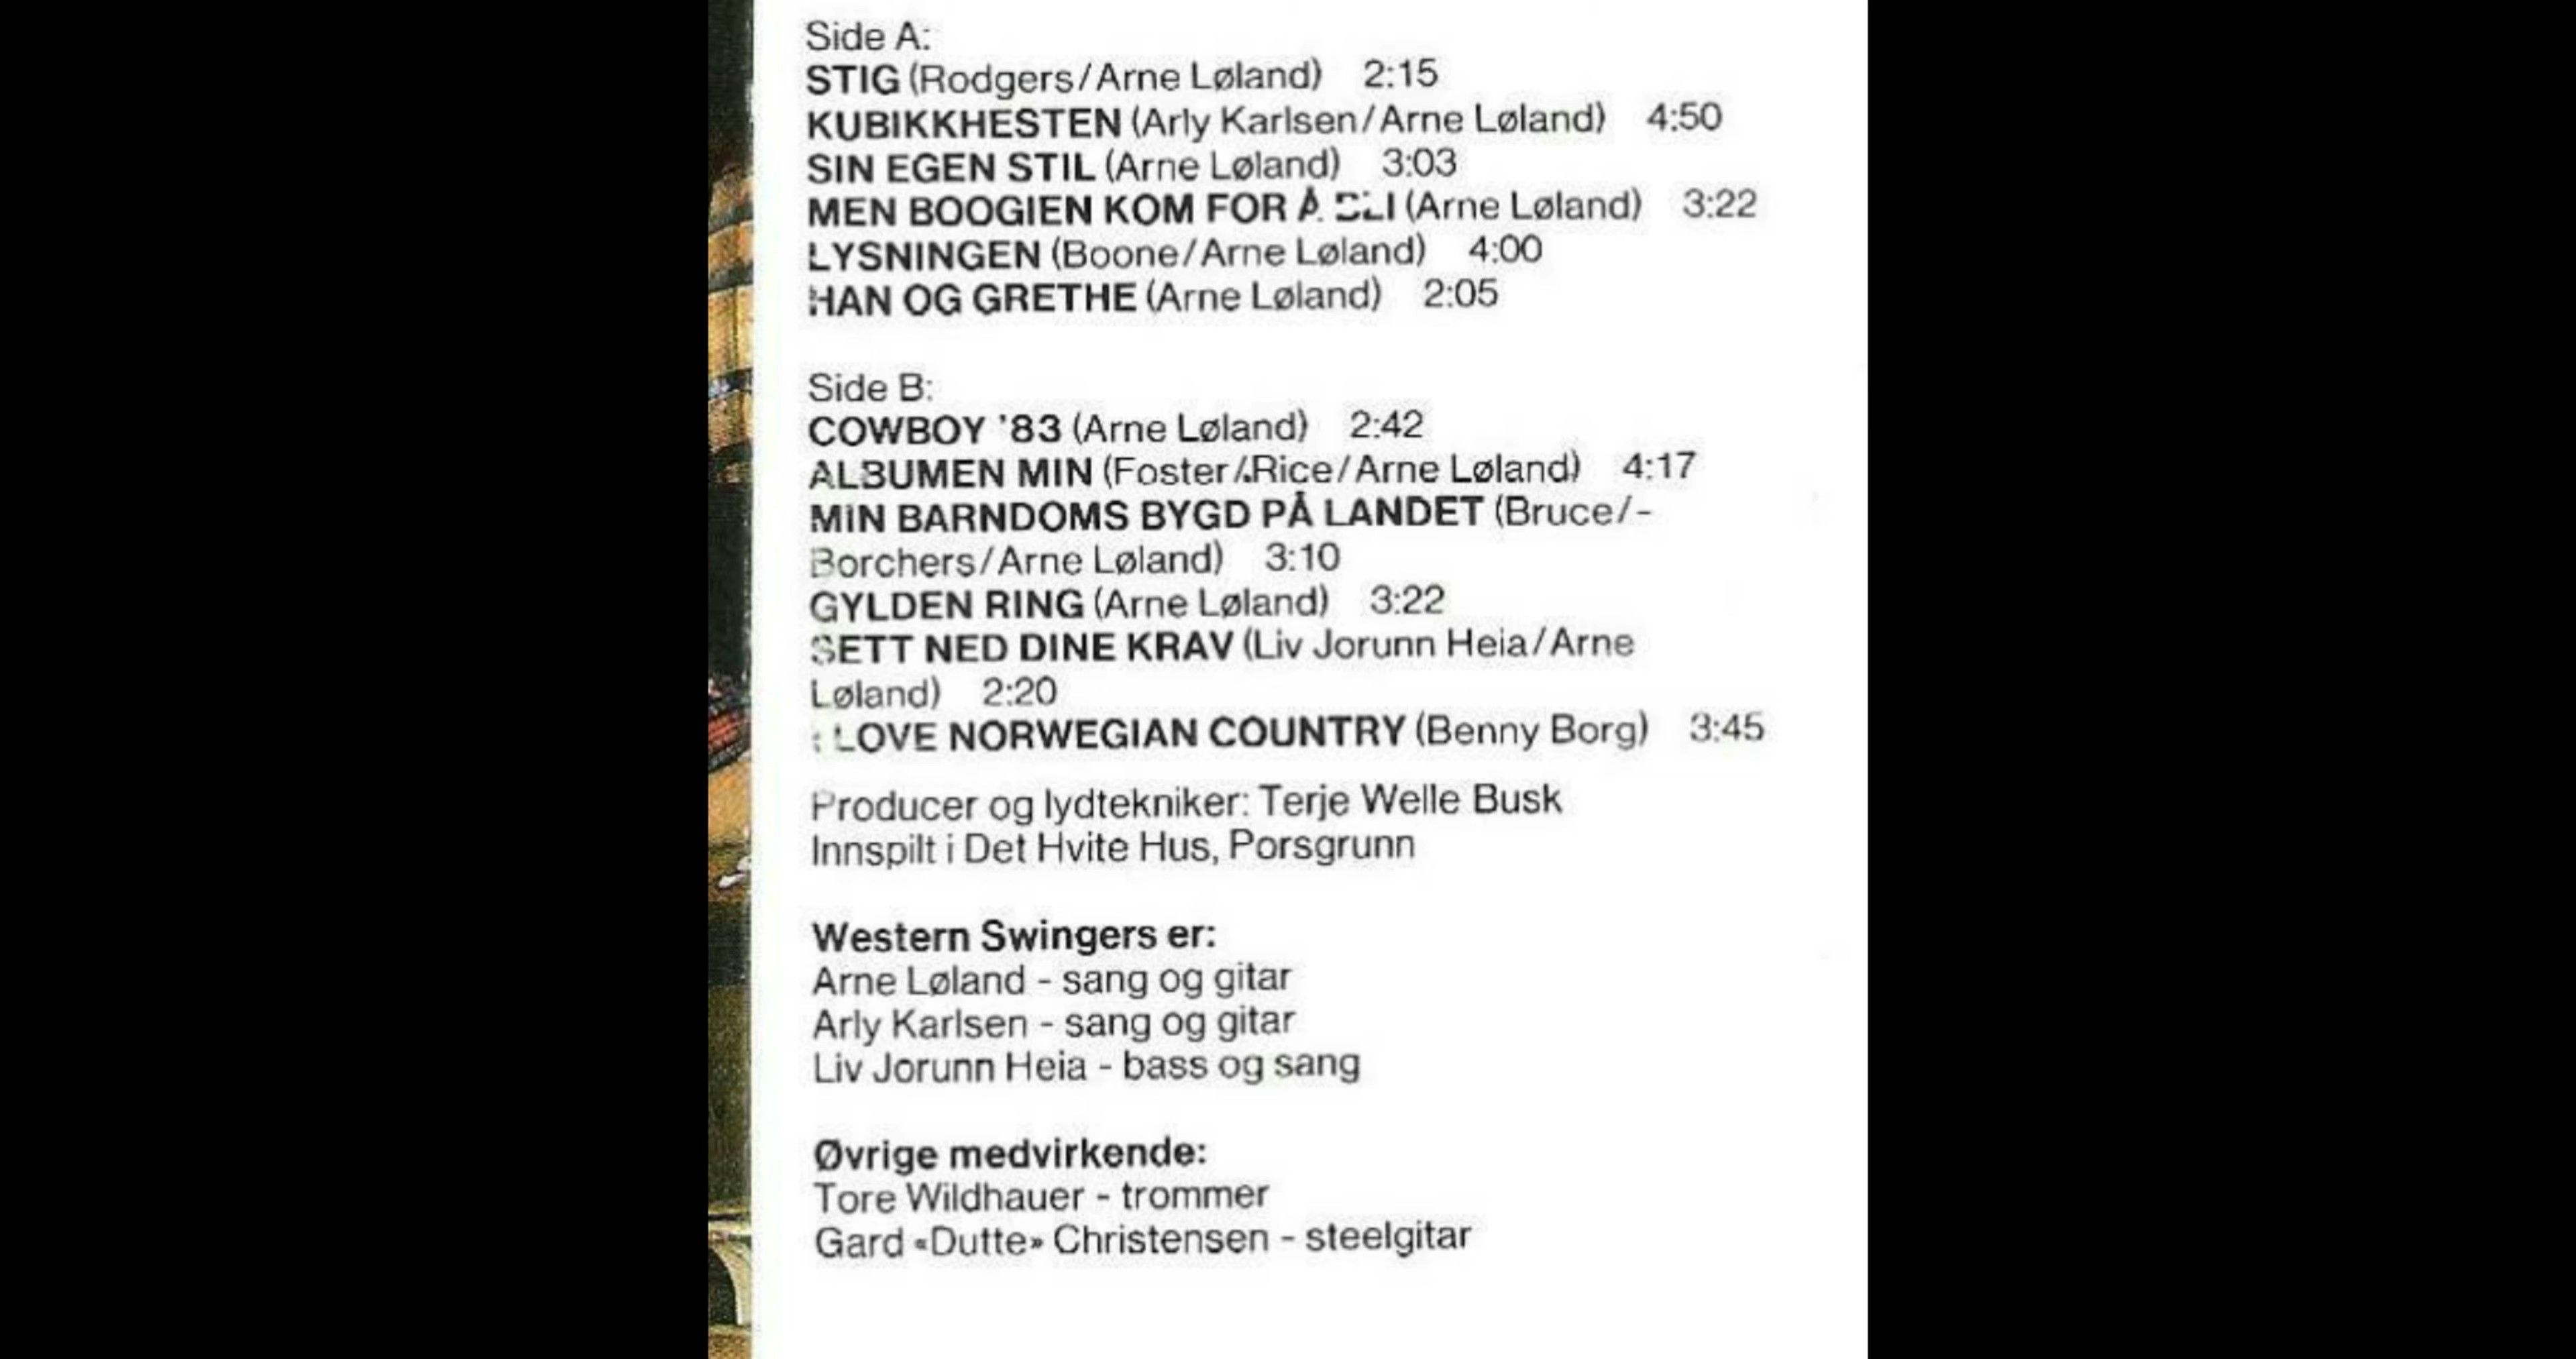 Side A:
STIG (Rodgers/Arne Løland) 2:15
KUBIKKHESTEN (Arly Karlsen/Arne Løland) 4:50
SIN EGEN STIL (Arne Løland) 3:03
MEN BOOGIEN KOM FOR Å BLI (Arne Løland) 3:22
LYSNINGEN (Boone/Arne Løland) 4:00
HAN OG GRETHE (Arne Løland) 2:05
Side B:
COWBOY '83 (Arne Løland) 2:42
ALBUMEN MIN (Foster/Rice/Arne Løland) 4:17
MIN BARNDOMS BYGD PÅ LANDET (Bruce/-
Borchers/Arne Løland) 3:10
GYLDEN RING (Arne Løland) 3:22
SETT NED DINE KRAV (Liv Jorunn Heia/Arne
Løland) 2:20
I LOVE NORWEGIAN COUNTRY (Benny Borg) 3:45
Producer og lydtekniker: Terje Welle Busk
Innspilt i Det Hvite Hus, Porsgrunn
Western Swingers er:
Arne Løland - sang og gitar
Arly Karlsen - sang og gitar
Liv Jorunn Heia - bass og sang
Øvrige medvirkende:
Tore Wildhauer - trommer
Gard «Dutte» Christensen - steelgitar